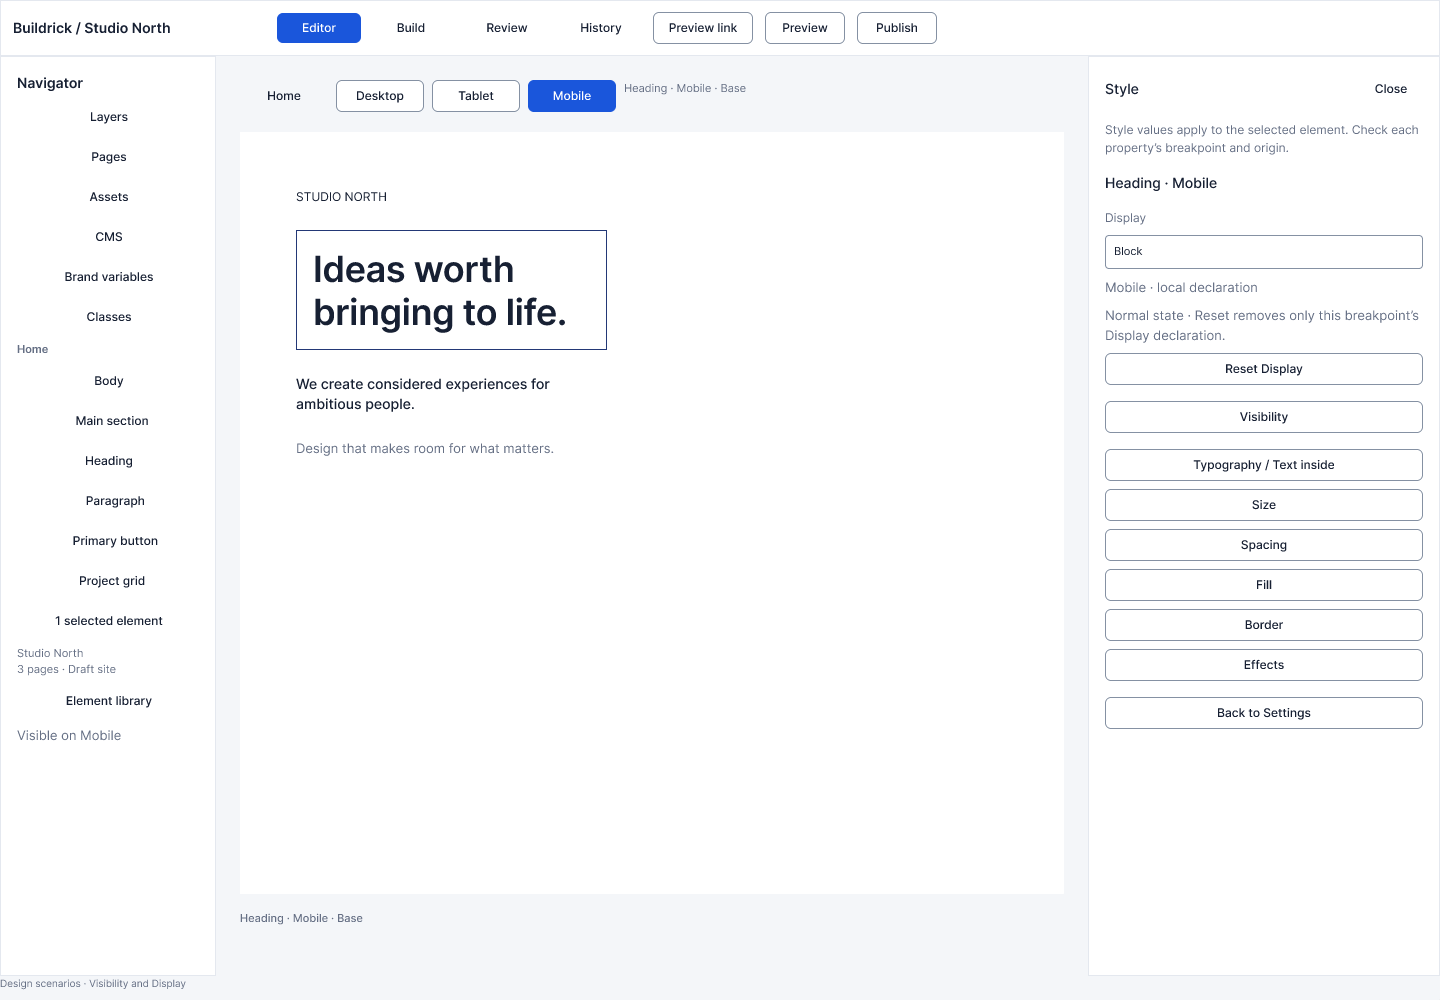 Buildrick / Studio North
Editor
Build
Review
History
Preview link
Preview
Publish
Navigator
Layers
Pages
Assets
CMS
Brand variables
Classes
Home
Body
Main section
Heading
Paragraph
Primary button
Project grid
1 selected element
Studio North
3 pages · Draft site
Element library
Visible on Mobile
Home
Desktop
Tablet
Mobile
Heading · Mobile · Base
STUDIO NORTH
Ideas worth
bringing to life.
We create considered experiences for
ambitious people.
Design that makes room for what matters.
Heading · Mobile · Base
Style
Close
Style values apply to the selected element. Check each
property’s breakpoint and origin.
Heading · Mobile
Display
Block
Mobile · local declaration
Normal state · Reset removes only this breakpoint’s
Display declaration.
Reset Display
Visibility
Typography / Text inside
Size
Spacing
Fill
Border
Effects
Back to Settings
Design scenarios · Visibility and Display